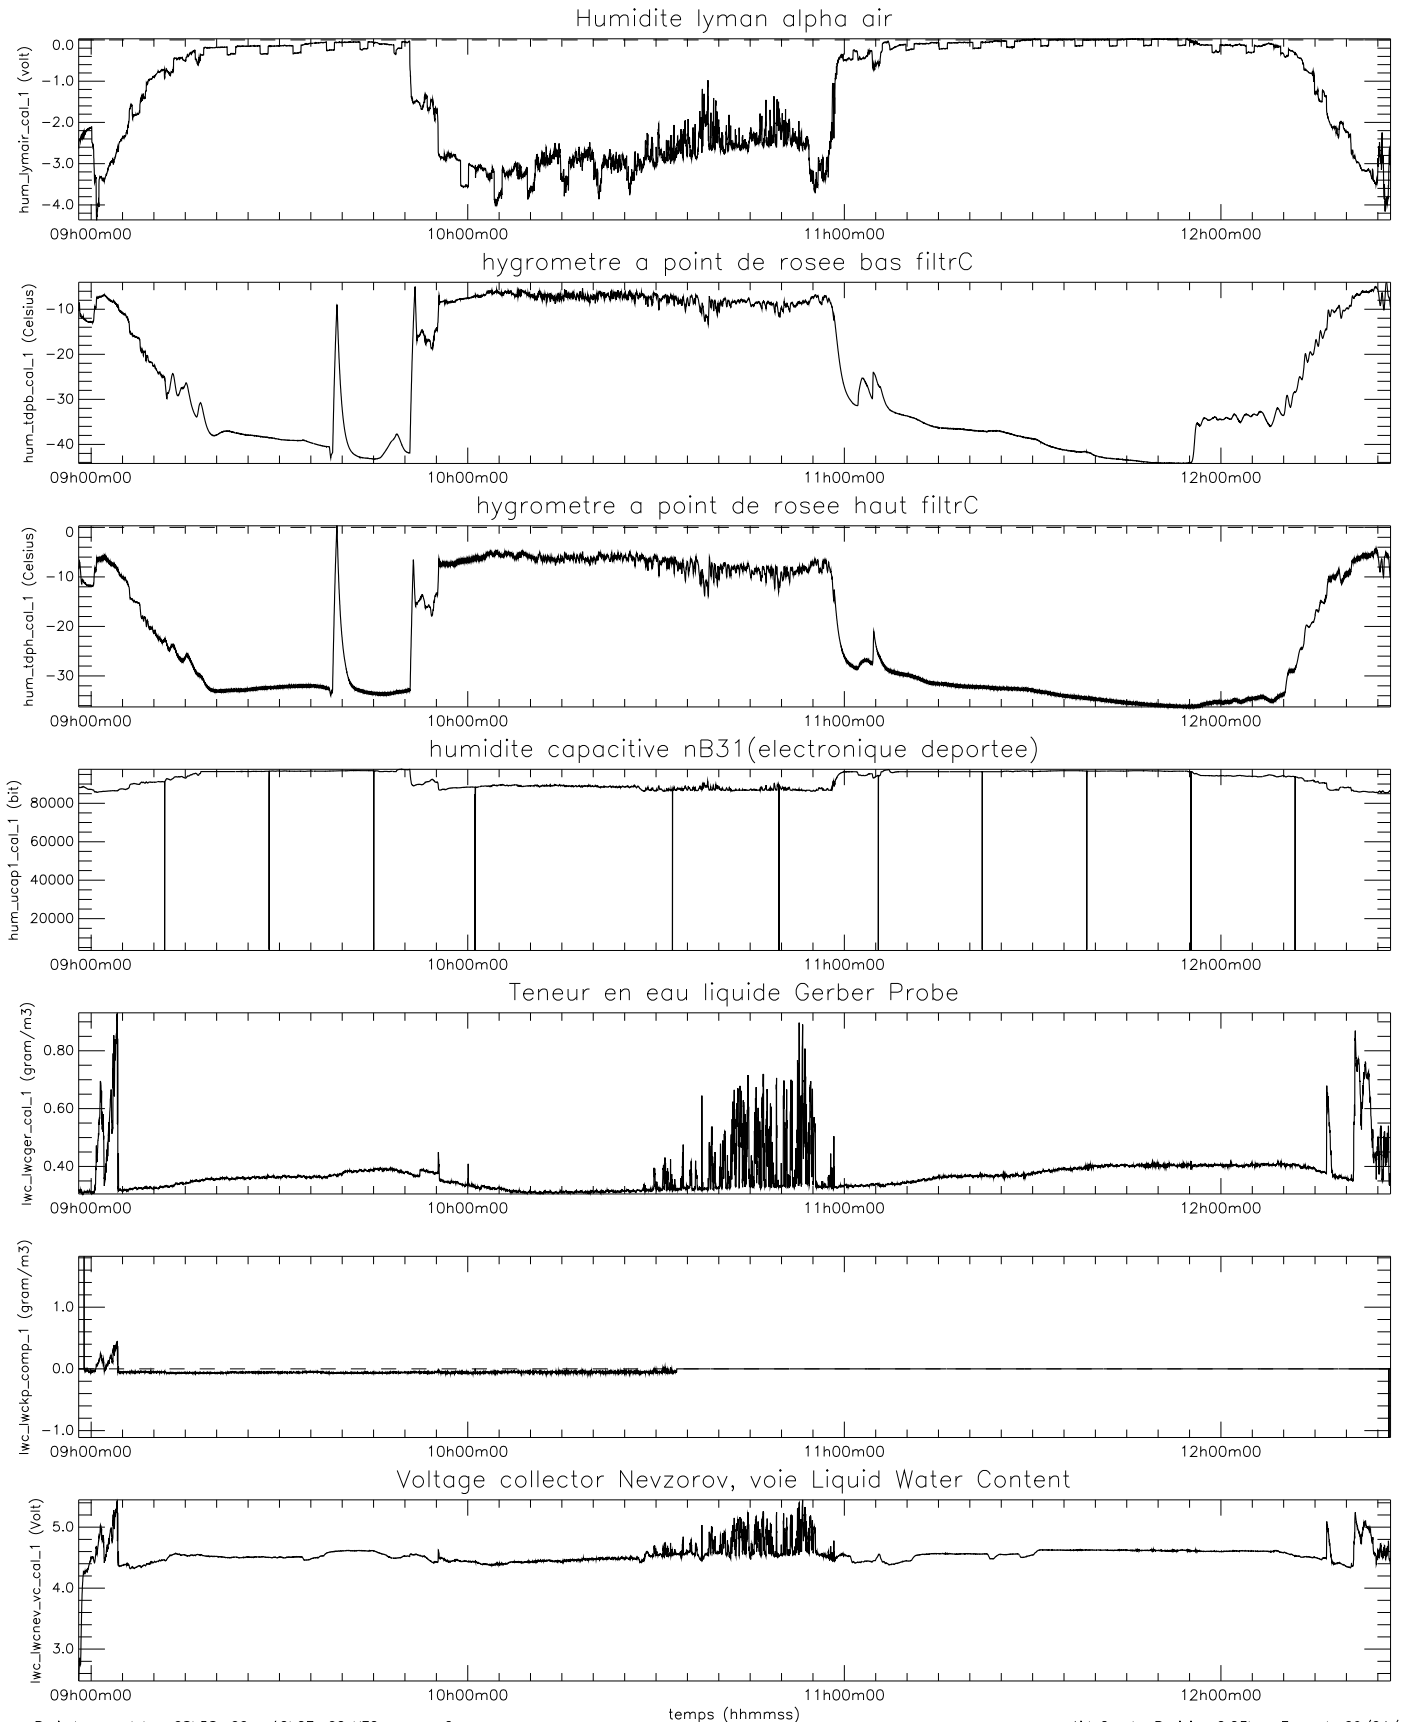 Humidite lyman alpha air
hum_lymair_cal_1 (volt)
0.0
-1.0
-2.0
-3.0
-4.0
09h00m00 10h00m00 11h00m00 12h00m00
hygrometre a point de rosee bas filtrC
hum_tdpb_cal_1 (Celsius)
-10
-20
-30
-40
09h00m00 10h00m00 11h00m00 12h00m00
hygrometre a point de rosee haut filtrC
hum_tdph_cal_1 (Celsius)
0
-10
-20
-30
09h00m00 10h00m00 11h00m00 12h00m00
humidite capacitive nB31(electronique deportee)
hum_ucap1_cal_1 (bit)
80000
60000
40000
20000
09h00m00 10h00m00 11h00m00 12h00m00
Teneur en eau liquide Gerber Probe
lwc_lwcger_cal_1 (gram/m3)
0.80
0.60
0.40
09h00m00 10h00m00 11h00m00 12h00m00
lwc_lwckp_comp_1 (gram/m3)
1.0
0.0
-1.0
09h00m00 10h00m00 11h00m00 12h00m00
Voltage collector Nevzorov, voie Liquid Water Content
lwc_lwcnev_vc_cal_1 (Volt)
5.0
4.0
3.0
09h00m00 10h00m00 11h00m00 12h00m00
temps (hhmmss)